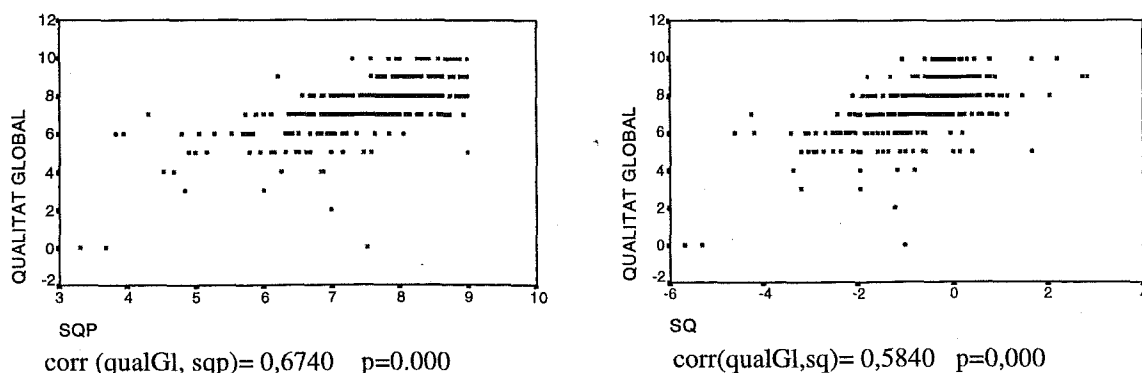 12
10
8
6
4
2
0
-2
QUALITAT GLOBAL
3 4 5 6 7 8 9 10
SQP
corr (qualGl, sqp)= 0,6740 p=0.000
12
10
8
6
4
2
0
-2
QUALITAT GLOBAL
-6 -4 -2 0 2 4
SQ
corr(qualGl,sq)= 0,5840 p=0,000